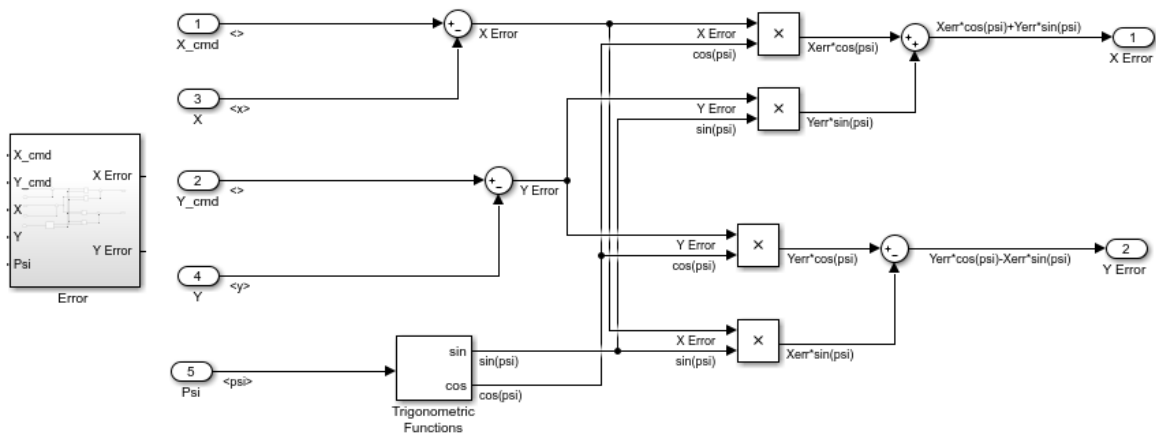 X_cmd
Y_cmd
X
Y
Psi
X Error
Y Error
Error
1
X_cmd
<>
3
X
<x>
2
Y_cmd
<>
4
Y
<y>
5
Psi
<psi>
+
−
X Error
+
−
Y Error
sin
cos
sin(psi)
cos(psi)
Trigonometric
Functions
X Error
cos(psi)
×
Xerr*cos(psi)
Y Error
sin(psi)
×
Yerr*sin(psi)
+
+
Xerr*cos(psi)+Yerr*sin(psi)
1
X Error
Y Error
cos(psi)
×
Yerr*cos(psi)
X Error
sin(psi)
×
Xerr*sin(psi)
+
−
Yerr*cos(psi)-Xerr*sin(psi)
2
Y Error